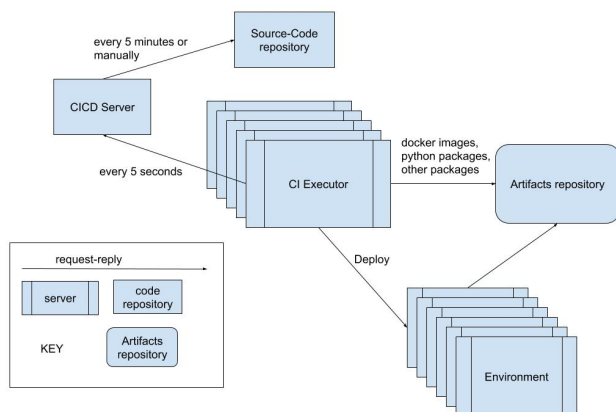 every 5 minutes or
manually
Source-Code
repository
CICD Server
every 5 seconds
CI Executor
docker images,
python packages,
other packages
Artifacts repository
Deploy
Environment
request-reply
server
code
repository
KEY
Artifacts
repository